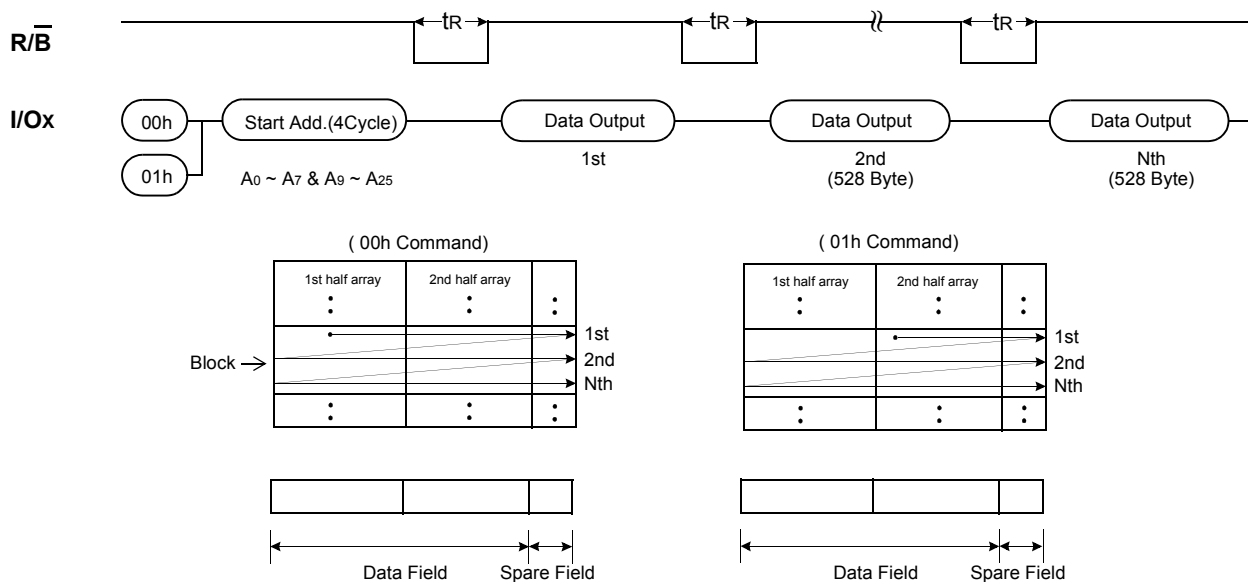 R/B
tR tR tR
I/Ox 00h Start Add.(4Cycle) Data Output Data Output Data Output
01h
1st 2nd Nth
A0 ~ A7 & A9 ~ A25 (528 Byte) (528 Byte)
( 00h Command) ( 01h Command)
1st half array 2nd half array 1st half array 2nd half array
1st 1st
Block 2nd 2nd
Nth Nth
Data Field Spare Field Data Field Spare Field